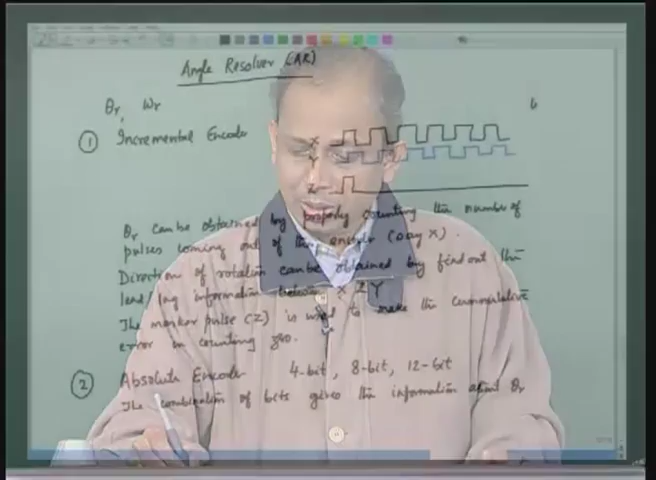 Angle Resolver (AR)
θr, ωr
① Incremental Encoder
X
Y
Z
θr can be obtained by properly counting the number of
pulses coming out of the encoder (say X).
Direction of rotation can be obtained by find out the
lead/lag information between X & Y
The marker pulse (Z) is used to make the cummulative
error in counting zero.
② Absolute Encoder 4-bit, 8-bit, 12-bit
The combination of bits gives the information about θr